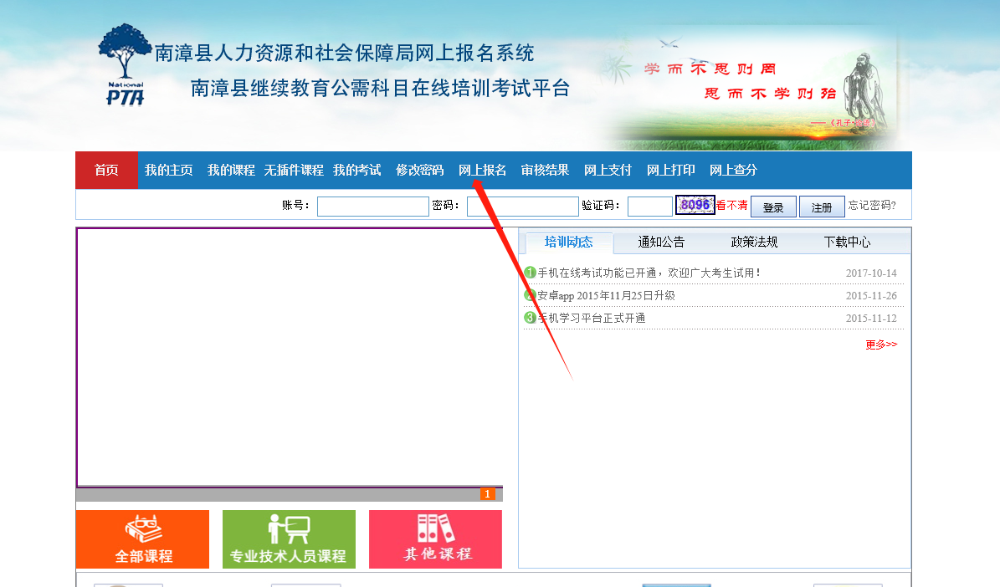 National
PTA
南漳县人力资源和社会保障局网上报名系统
南漳县继续教育公需科目在线培训考试平台
学而不思则罔
思而不学则殆
首页 我的主页 我的课程 无插件课程 我的考试 修改密码 网上报名 审核结果 网上支付 网上打印 网上查分
账号： 密码： 验证码： 8096 看不清 登录 注册 忘记密码?
培训动态 通知公告 政策法规 下载中心
1 手机在线考试功能已开通，欢迎广大考生试用！ 2017-10-14
2 安卓app 2015年11月25日升级 2015-11-26
3 手机学习平台正式开通 2015-11-12
更多>>
1
全部课程 专业技术人员课程 其他课程